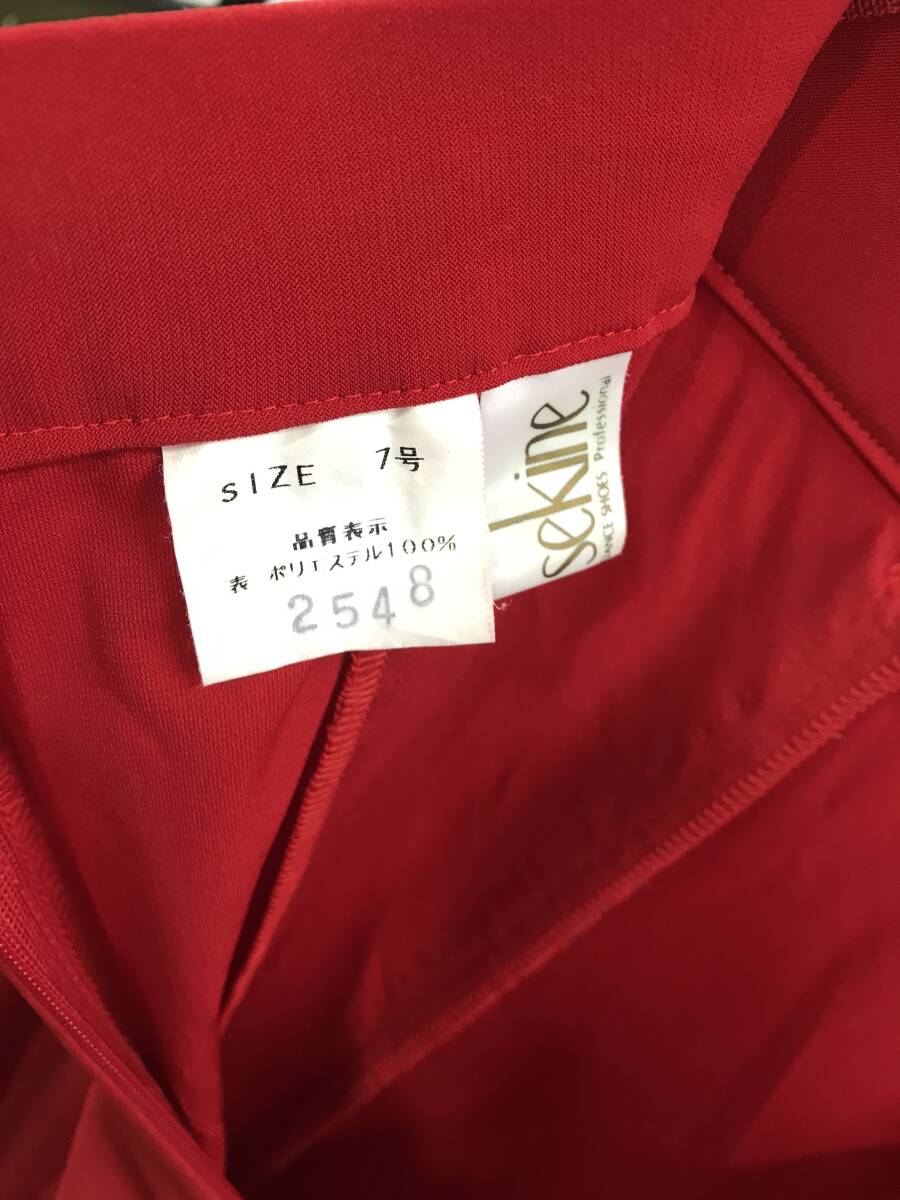 SIZE 7号
品質表示
表 ポリエステル100%
2548
sekine
DANCE SHOES Professional